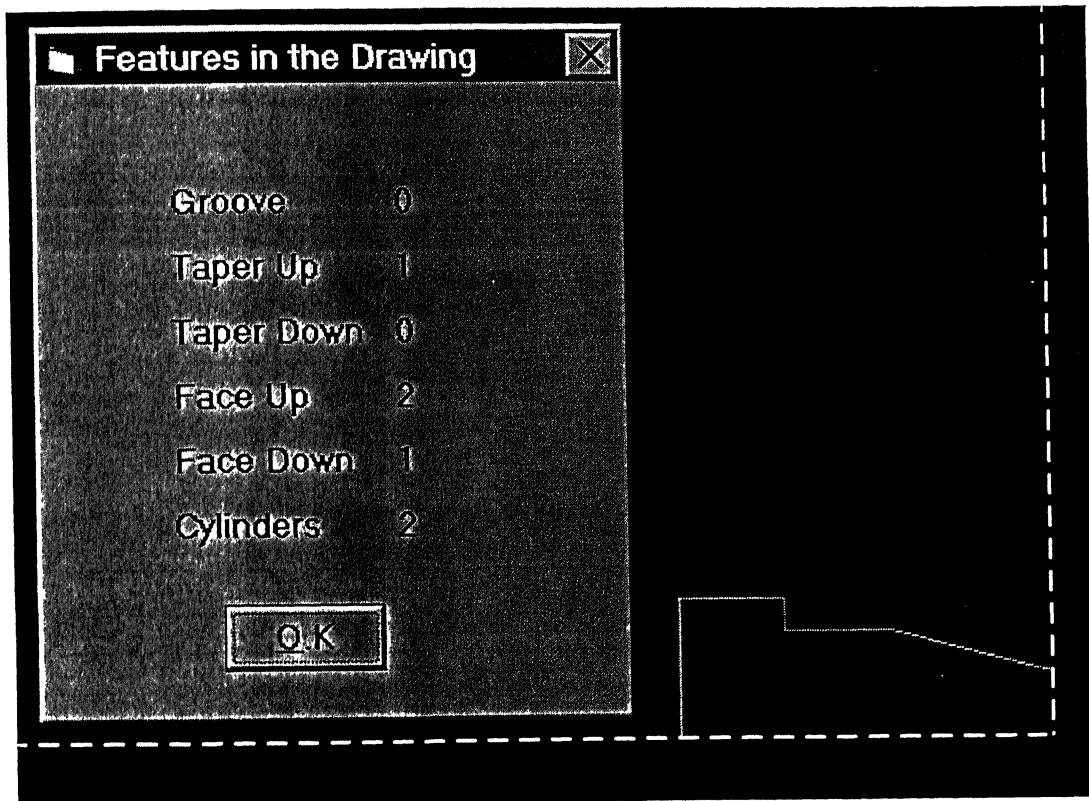 Features in the Drawing
Groove 0
Taper Up 1
Taper Down 0
Face Up 2
Face Down 1
Cylinders 2
O.K